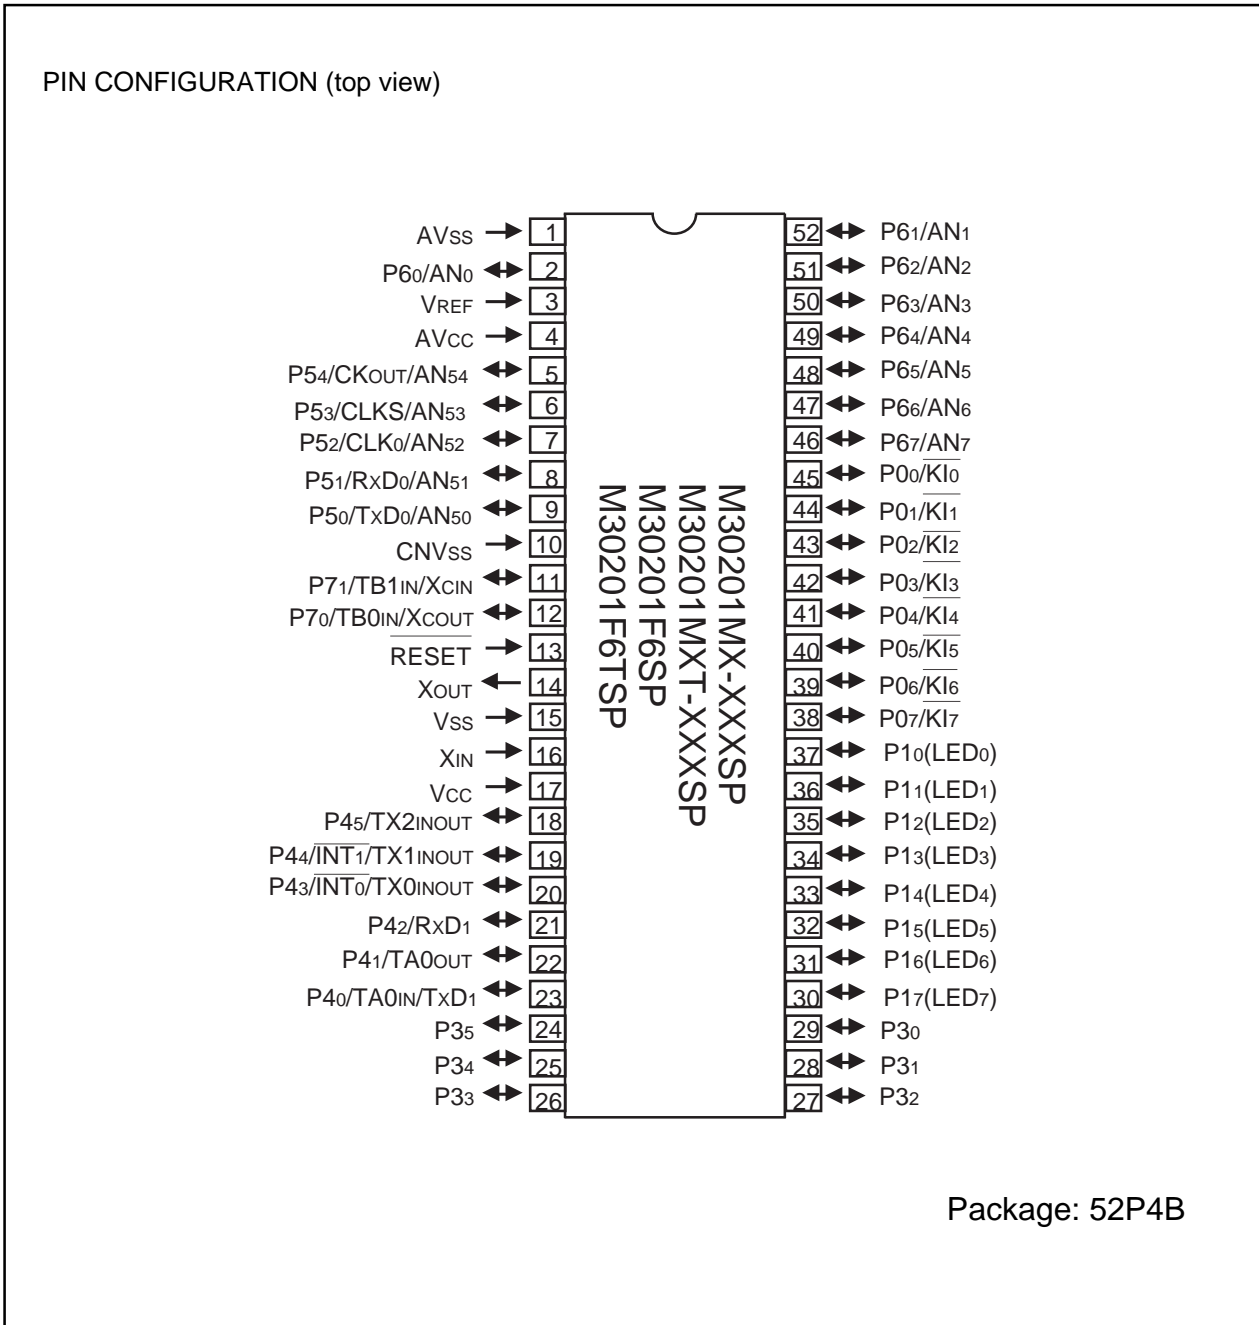 PIN CONFIGURATION (top view)
AVSS 1 52 P61/AN1
P60/AN0 2 51 P62/AN2
VREF 3 50 P63/AN3
AVCC 4 49 P64/AN4
P54/CKOUT/AN54 5 48 P65/AN5
P53/CLKS/AN53 6 47 P66/AN6
P52/CLK0/AN52 7 46 P67/AN7
P51/RXD0/AN51 8 45 P00/KI0
P50/TXD0/AN50 9 44 P01/KI1
CNVSS 10 43 P02/KI2
P71/TB1IN/XCIN 11 42 P03/KI3
P70/TB0IN/XCOUT 12 41 P04/KI4
RESET 13 40 P05/KI5
XOUT 14 39 P06/KI6
VSS 15 38 P07/KI7
XIN 16 37 P10(LED0)
VCC 17 36 P11(LED1)
P45/TX2INOUT 18 35 P12(LED2)
P44/INT1/TX1INOUT 19 34 P13(LED3)
P43/INT0/TX0INOUT 20 33 P14(LED4)
P42/RXD1 21 32 P15(LED5)
P41/TA0OUT 22 31 P16(LED6)
P40/TA0IN/TXD1 23 30 P17(LED7)
P35 24 29 P30
P34 25 28 P31
P33 26 27 P32
M30201MX-XXXSP
M30201MXT-XXXSP
M30201F6SP
M30201F6TSP
Package: 52P4B